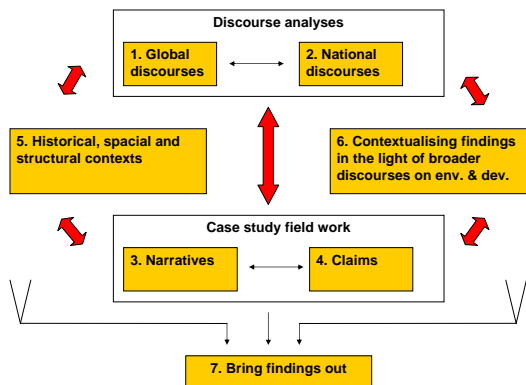 Discourse analyses
1. Global
discourses
2. National
discourses
5. Historical, spacial and
structural contexts
6. Contextualising findings
in the light of broader
discourses on env. & dev.
Case study field work
3. Narratives
4. Claims
7. Bring findings out